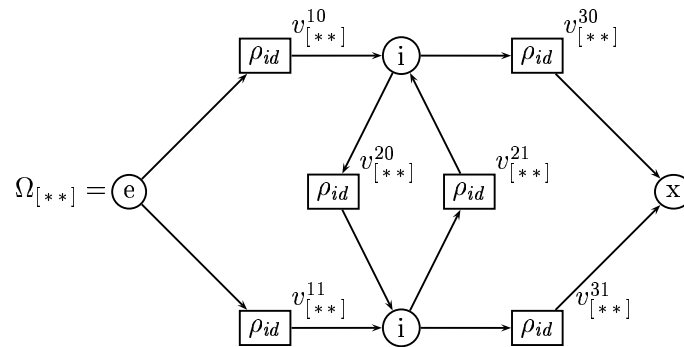 v^{10}_{[**]} v^{30}_{[**]}
ρ_{id} i ρ_{id}
v^{20}_{[**]} v^{21}_{[**]}
Ω_{[**]} = e ρ_{id} ρ_{id} x
v^{11}_{[**]} v^{31}_{[**]}
ρ_{id} i ρ_{id}